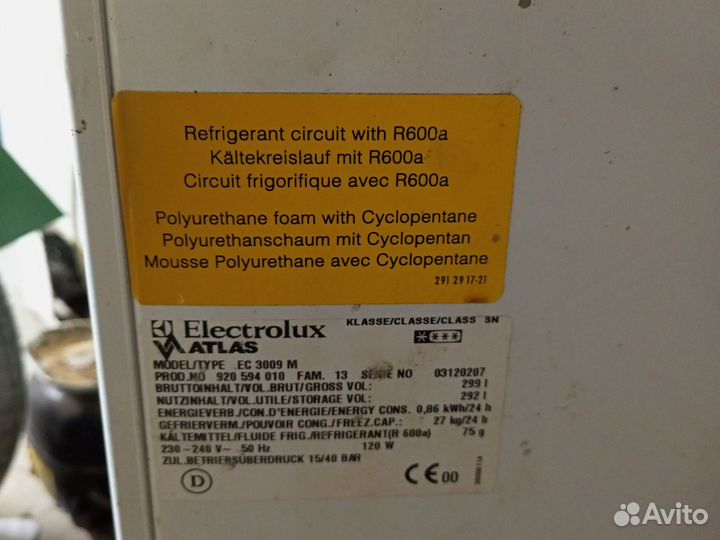 Refrigerant circuit with R600a
Kältekreislauf mit R600a
Circuit frigorifique avec R600a
Polyurethane foam with Cyclopentane
Polyurethanschaum mit Cyclopentan
Mousse Polyurethane avec Cyclopentane
291 29 17-21
Electrolux KLASSE/CLASSE/CLASS SN
ATLAS
MODEL/TYPE EC 3009 M
PROD.NO 920 594 010 FAM. 13 SERIE NO 03120207
BRUTTOINHALT/VOL.BRUT/GROSS VOL: 299 l
NUTZINHALT/VOL.UTILE/STORAGE VOL: 292 l
ENERGIEVERB./CON.D'ENERGIE/ENERGY CONS. 0,86 kWh/24 h
GEFRIERVERM./POUVOIR CONG./FREEZ.CAP.: 27 kg/24 h
KÄLTEMITTEL/FLUIDE FRIG./REFRIGERANT(R 600a) 75 g
230-240 V~ 50 Hz 120 W
ZUL.BETRIEBSÜBERDRUCK 15/40 BAR
D CE 00
Avito